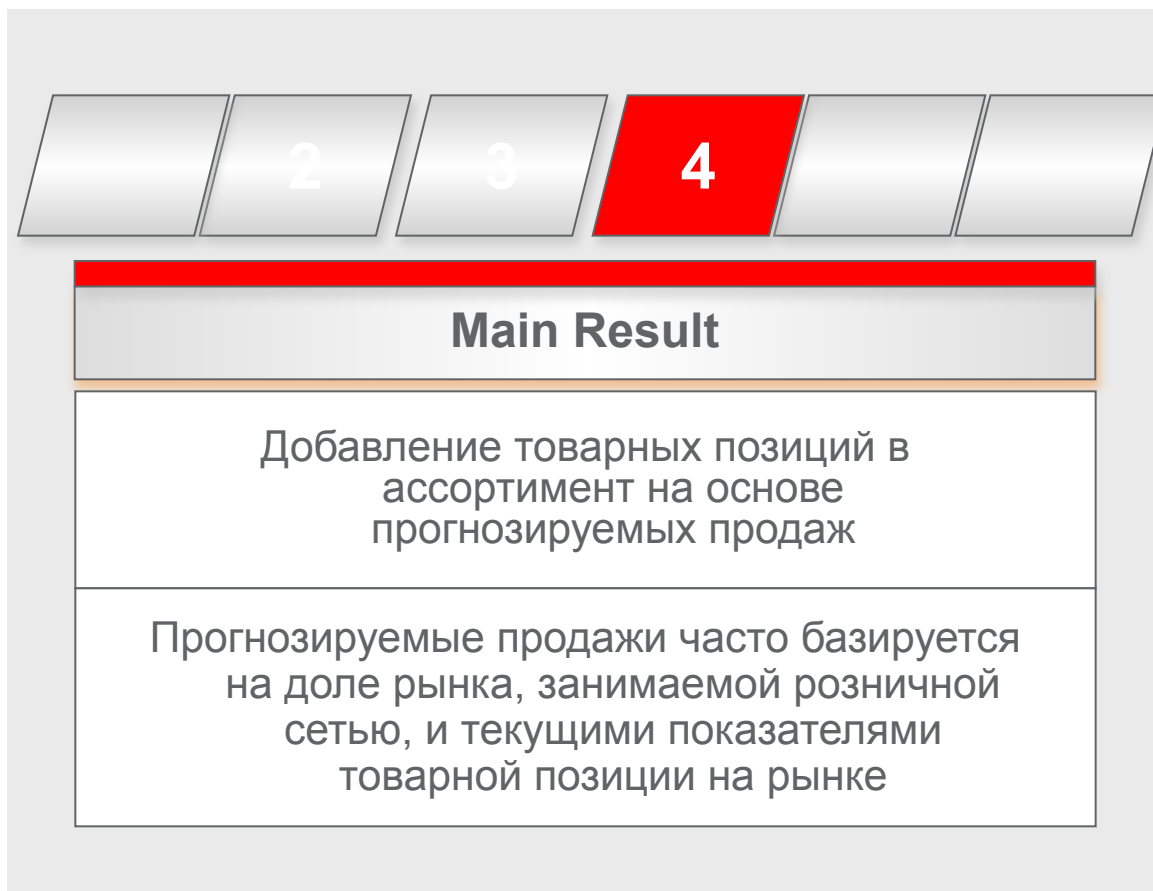 2 3 4
Main Result
Добавление товарных позиций в
ассортимент на основе
прогнозируемых продаж
Прогнозируемые продажи часто базируется
на доле рынка, занимаемой розничной
сетью, и текущими показателями
товарной позиции на рынке